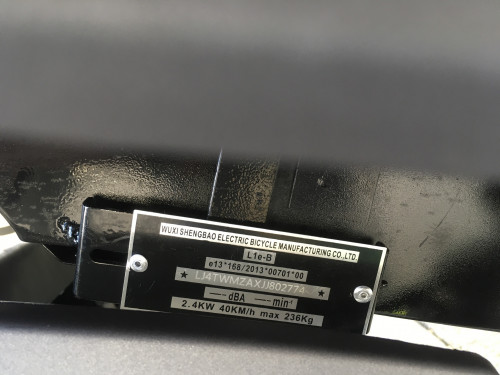 WUXI SHENGBAO ELECTRIC BICYCLE MANUFACTURING CO.,LTD.
L1e-B
e13*168/2013*00701*00
★ LJ4TWMZAXJJ802774 ★
— dBA — min⁻¹
2.4KW 40KM/h max 236Kg